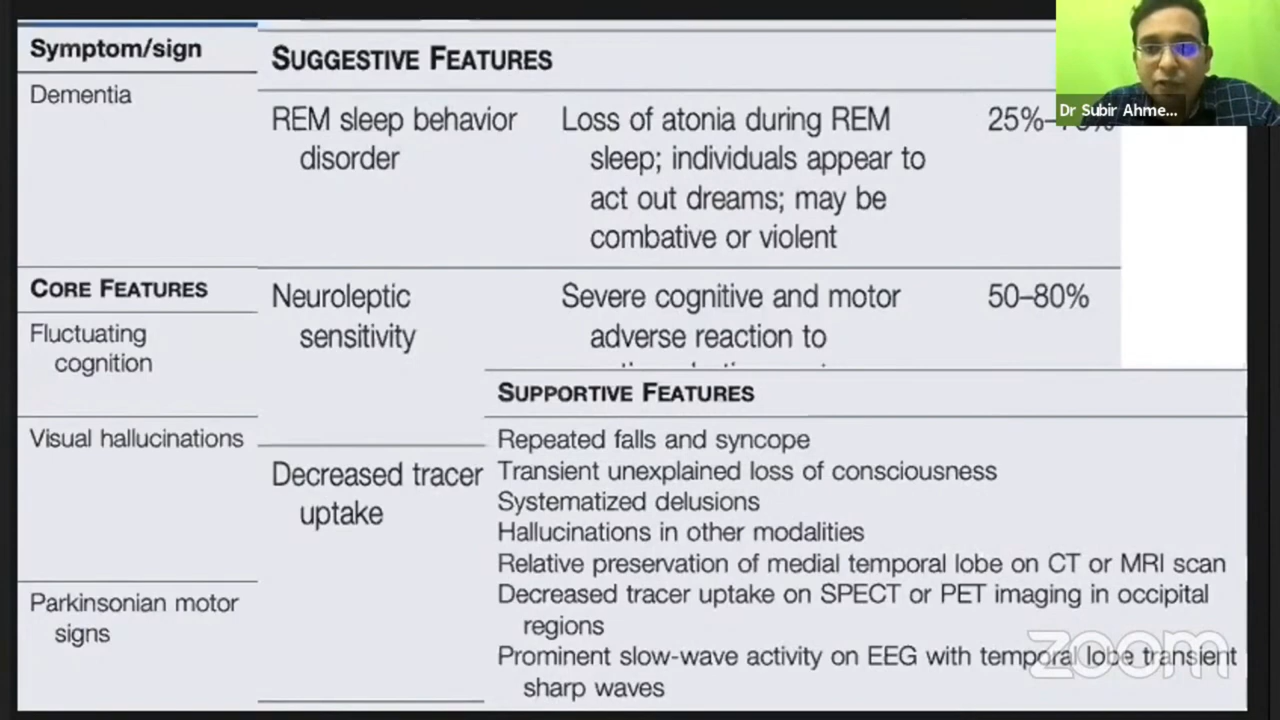 Symptom/sign
Dementia
CORE FEATURES
Fluctuating
cognition
Visual hallucinations
Parkinsonian motor
signs
SUGGESTIVE FEATURES
REM sleep behavior
disorder
Loss of atonia during REM
sleep; individuals appear to
act out dreams; may be
combative or violent
25%–
Neuroleptic
sensitivity
Severe cognitive and motor
adverse reaction to
50–80%
Decreased tracer
uptake
SUPPORTIVE FEATURES
Repeated falls and syncope
Transient unexplained loss of consciousness
Systematized delusions
Hallucinations in other modalities
Relative preservation of medial temporal lobe on CT or MRI scan
Decreased tracer uptake on SPECT or PET imaging in occipital
regions
Prominent slow-wave activity on EEG with temporal lobe transient
sharp waves
Dr Subir Ahme...
zoom